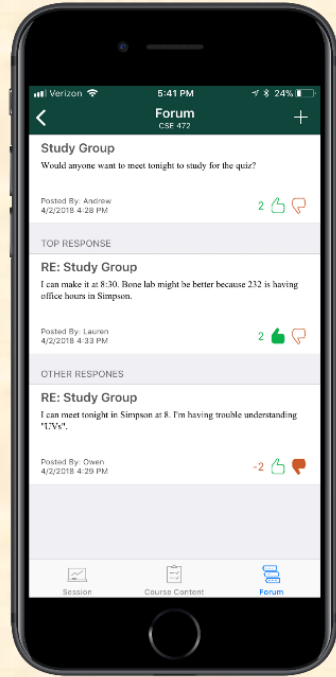 Verizon 5:41 PM 24%
Forum
CSE 472
Study Group
Would anyone want to meet tonight to study for the quiz?
Posted By: Andrew
4/2/2018 4:28 PM
2
TOP RESPONSE
RE: Study Group
I can make it at 8:30. Bone lab might be better because 232 is having
office hours in Simpson.
Posted By: Lauren
4/2/2018 4:33 PM
2
OTHER RESPONES
RE: Study Group
I can meet tonight in Simpson at 8. I'm having trouble understanding
"UVs".
Posted By: Owen
4/2/2018 4:29 PM
-2
Session Course Content Forum